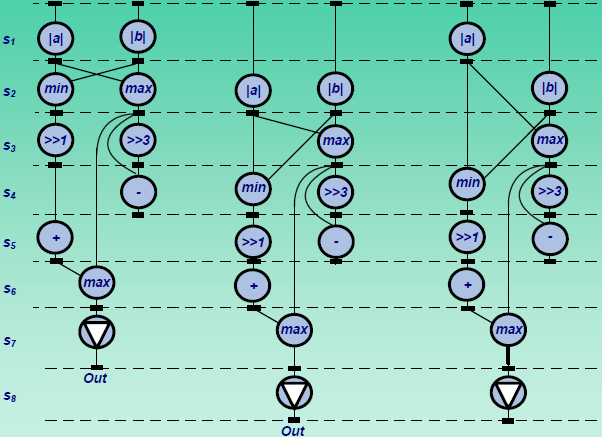 s1 |a| |b| |a|
s2 min max |a| |b| |b|
s3 >>1 >>3 max max
s4 - min >>3 min >>3
s5 + >>1 - >>1 -
s6 max + +
s7 max max
Out
s8
Out